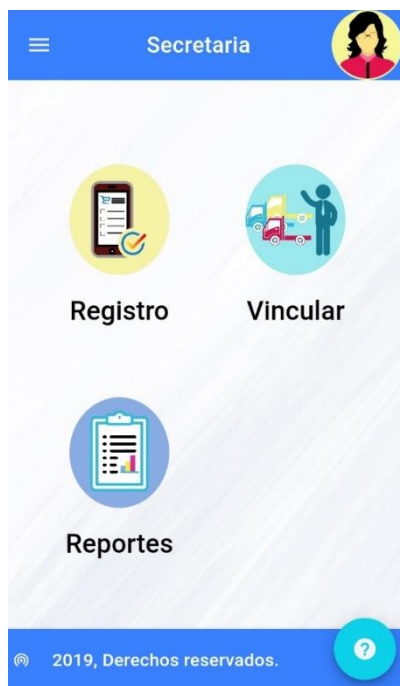 Secretaria
Registro
Vincular
Reportes
2019, Derechos reservados.
?